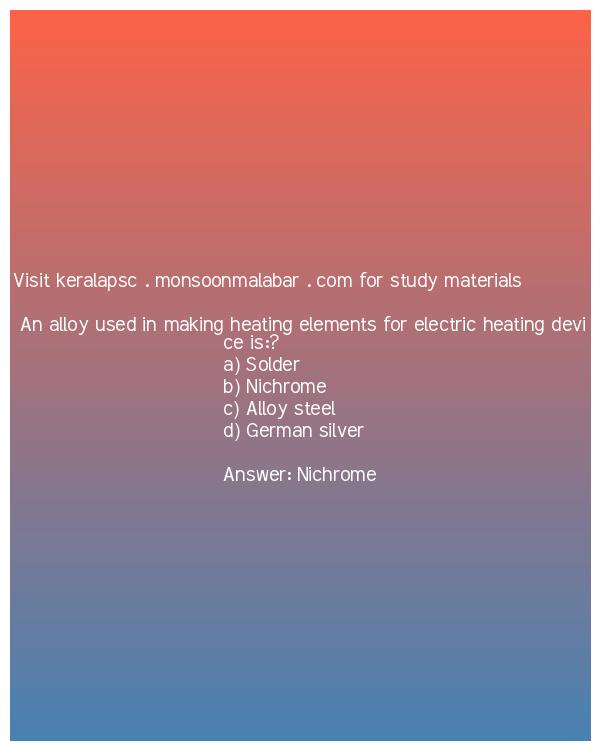 Visit keralapsc . monsoonmalabar . com for study materials
An alloy used in making heating elements for electric heating devi
ce is:?
a) Solder
b) Nichrome
c) Alloy steel
d) German silver
Answer: Nichrome